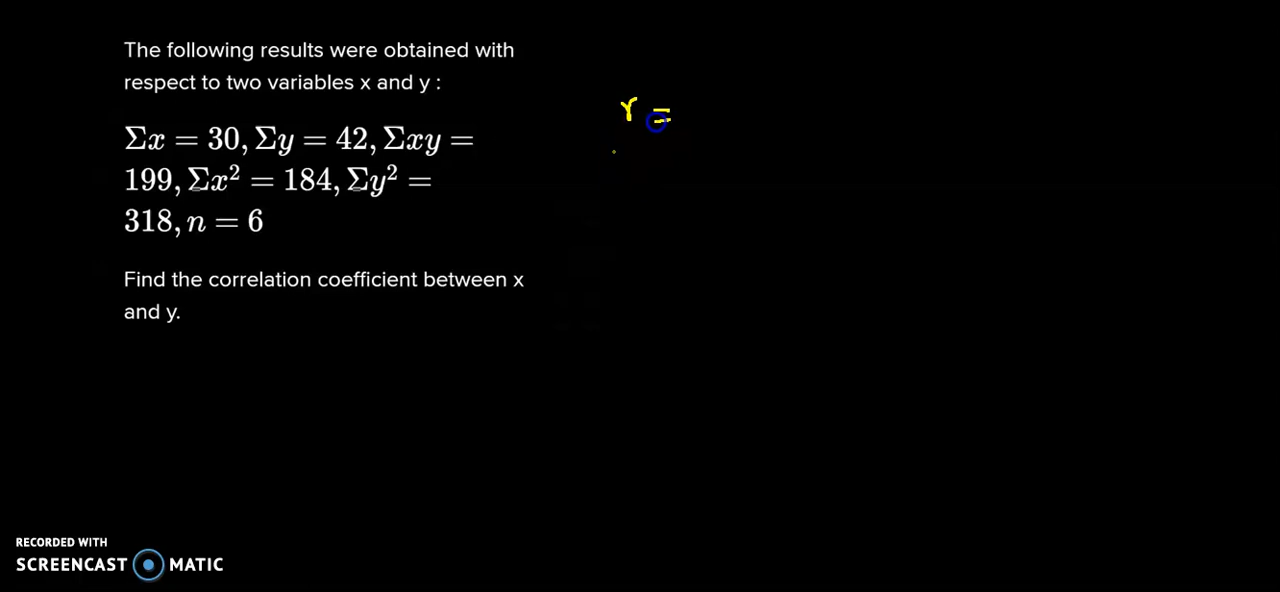 The following results were obtained with
respect to two variables x and y :
Σx = 30, Σy = 42, Σxy =
199, Σx² = 184, Σy² =
318, n = 6
Find the correlation coefficient between x
and y.
r =
RECORDED WITH
SCREENCAST MATIC